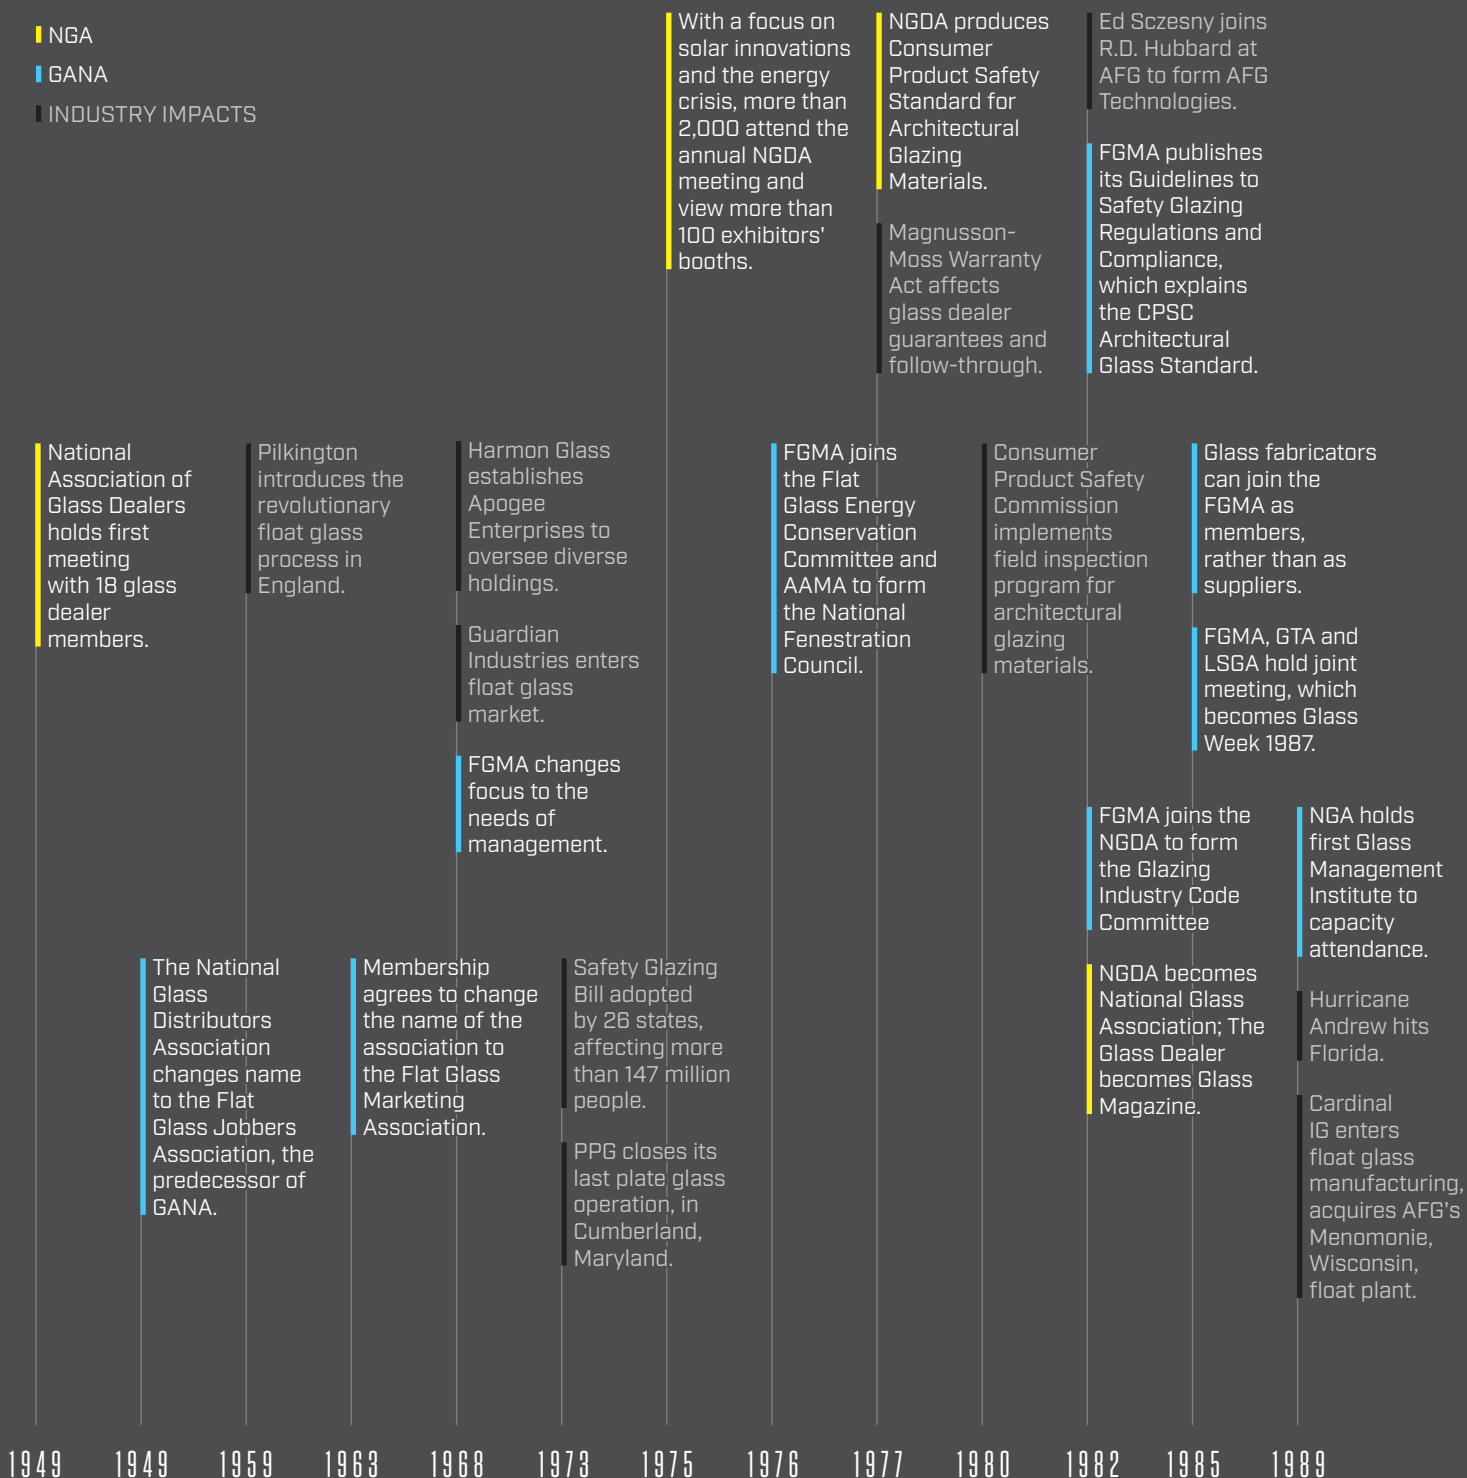 NGA
GANA
INDUSTRY IMPACTS
With a focus on
solar innovations
and the energy
crisis, more than
2,000 attend the
annual NGDA
meeting and
view more than
100 exhibitors'
booths.
NGDA produces
Consumer
Product Safety
Standard for
Architectural
Glazing
Materials.
Magnusson-
Moss Warranty
Act affects
glass dealer
guarantees and
follow-through.
Ed Sczesny joins
R.D. Hubbard at
AFG to form AFG
Technologies.
FGMA publishes
its Guidelines to
Safety Glazing
Regulations and
Compliance,
which explains
the CPSC
Architectural
Glass Standard.
National
Association of
Glass Dealers
holds first
meeting
with 18 glass
dealer
members.
Pilkington
introduces the
revolutionary
float glass
process in
England.
Harmon Glass
establishes
Apogee
Enterprises to
oversee diverse
holdings.
Guardian
Industries enters
float glass
market.
FGMA changes
focus to the
needs of
management.
FGMA joins
the Flat
Glass Energy
Conservation
Committee and
AAMA to form
the National
Fenestration
Council.
Consumer
Product Safety
Commission
implements
field inspection
program for
architectural
glazing
materials.
Glass fabricators
can join the
FGMA as
members,
rather than as
suppliers.
FGMA, GTA and
LSGA hold joint
meeting, which
becomes Glass
Week 1987.
FGMA joins the
NGDA to form
the Glazing
Industry Code
Committee
NGDA becomes
National Glass
Association; The
Glass Dealer
becomes Glass
Magazine.
NGA holds
first Glass
Management
Institute to
capacity
attendance.
Hurricane
Andrew hits
Florida.
Cardinal
IG enters
float glass
manufacturing,
acquires AFG's
Menomonie,
Wisconsin,
float plant.
The National
Glass
Distributors
Association
changes name
to the Flat
Glass Jobbers
Association, the
predecessor of
GANA.
Membership
agrees to change
the name of the
association to
the Flat Glass
Marketing
Association.
Safety Glazing
Bill adopted
by 26 states,
affecting more
than 147 million
people.
PPG closes its
last plate glass
operation, in
Cumberland,
Maryland.
1949 1949 1959 1963 1968 1973 1975 1976 1977 1980 1982 1985 1989